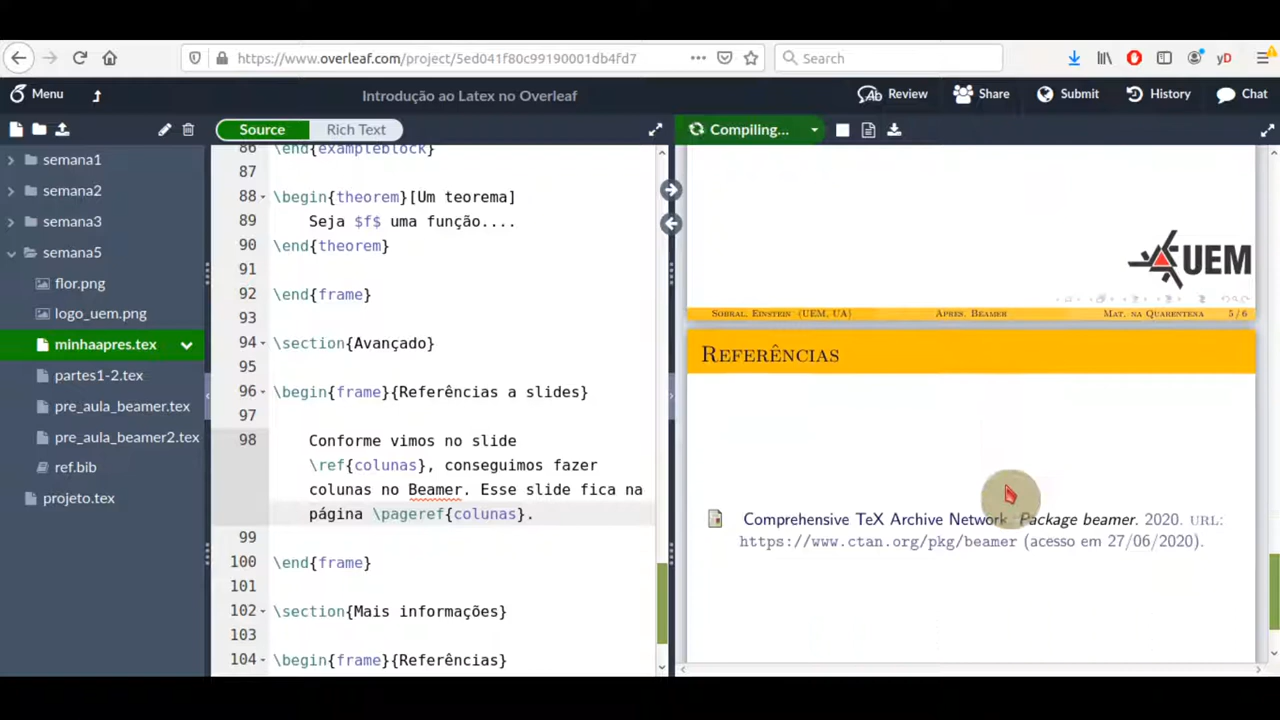 https://www.overleaf.com/project/5ed041f80c99190001db4fd7
Search
yD
Menu
Introdução ao Latex no Overleaf
Review
Share
Submit
History
Chat
Source
Rich Text
Compiling...
semana1
semana2
semana3
semana5
flor.png
logo_uem.png
minhaapres.tex
partes1-2.tex
pre_aula_beamer.tex
pre_aula_beamer2.tex
ref.bib
projeto.tex
86 \end{exampleblock}
87
88 \begin{theorem}[Um teorema]
89 Seja $f$ uma função....
90 \end{theorem}
91
92 \end{frame}
93
94 \section{Avançado}
95
96 \begin{frame}{Referências a slides}
97
98 Conforme vimos no slide
\ref{colunas}, conseguimos fazer
colunas no Beamer. Esse slide fica na
página \pageref{colunas}.
99
100 \end{frame}
101
102 \section{Mais informações}
103
104 \begin{frame}{Referências}
UEM
Sobral, Einstein (UEM, UA) Apres. Beamer Mat. na Quarentena 5 / 6
Referências
Comprehensive TeX Archive Network. Package beamer. 2020. URL:
https://www.ctan.org/pkg/beamer (acesso em 27/06/2020).